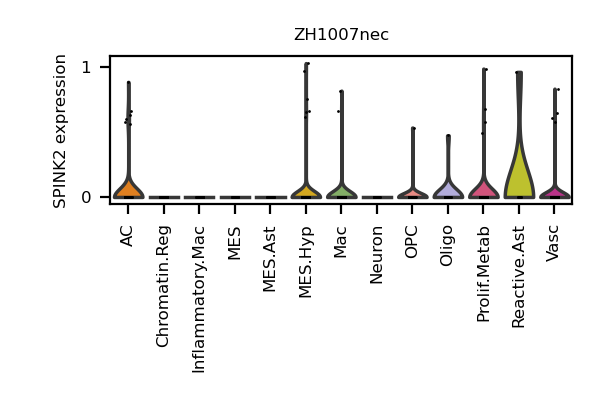 ZH1007nec
SPINK2 expression
1
0
AC
Chromatin.Reg
Inflammatory.Mac
MES
MES.Ast
MES.Hyp
Mac
Neuron
OPC
Oligo
Prolif.Metab
Reactive.Ast
Vasc